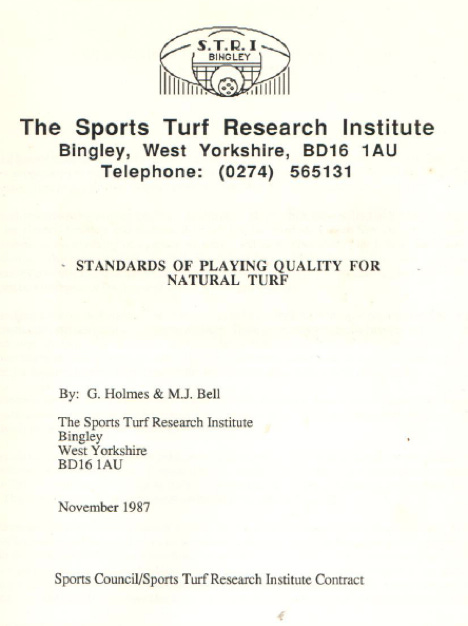 S.T.R.I
BINGLEY
The Sports Turf Research Institute
Bingley, West Yorkshire, BD16 1AU
Telephone: (0274) 565131
STANDARDS OF PLAYING QUALITY FOR
NATURAL TURF
By: G. Holmes & M.J. Bell
The Sports Turf Research Institute
Bingley
West Yorkshire
BD16 1AU
November 1987
Sports Council/Sports Turf Research Institute Contract